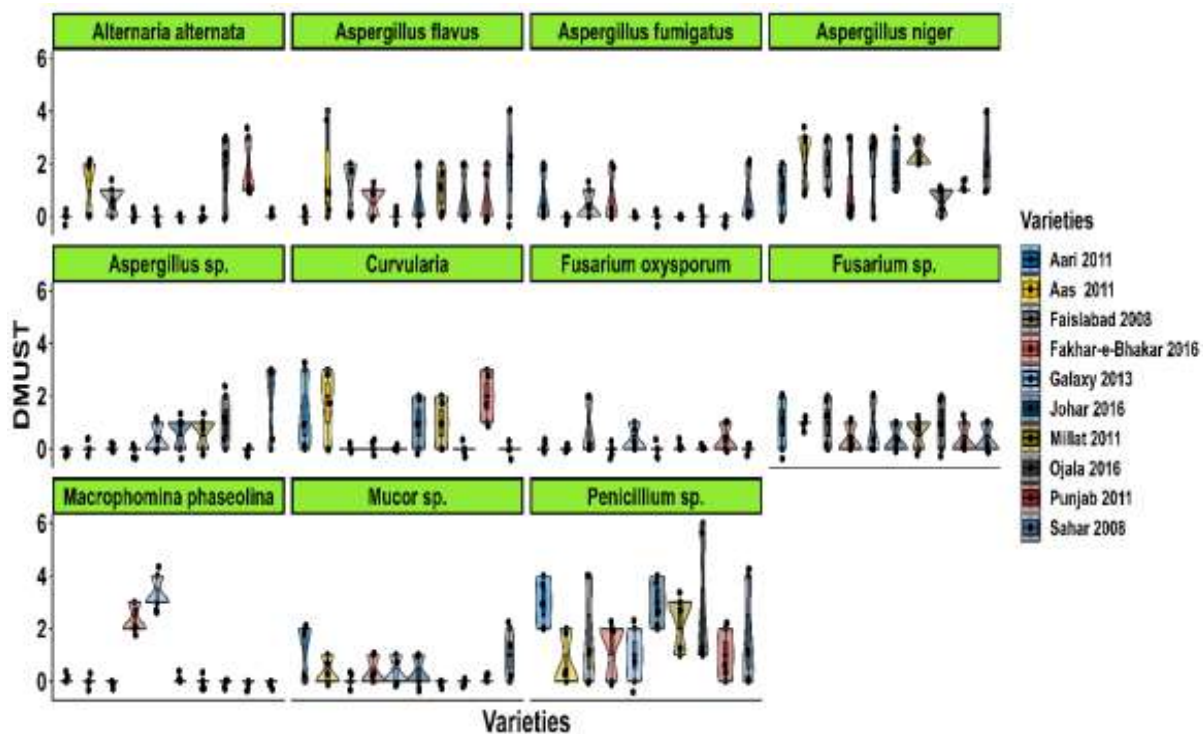 Alternaria alternata
Aspergillus flavus
Aspergillus fumigatus
Aspergillus niger
6
4
2
0
Aspergillus sp.
Curvularia
Fusarium oxysporum
Fusarium sp.
6
4
2
0
DMUST
Macrophomina phaseolina
Mucor sp.
Penicillium sp.
6
4
2
0
Varieties
Varieties
Aari 2011
Aas 2011
Faislabad 2008
Fakhar-e-Bhakar 2016
Galaxy 2013
Johar 2016
Millat 2011
Ojala 2016
Punjab 2011
Sahar 2008